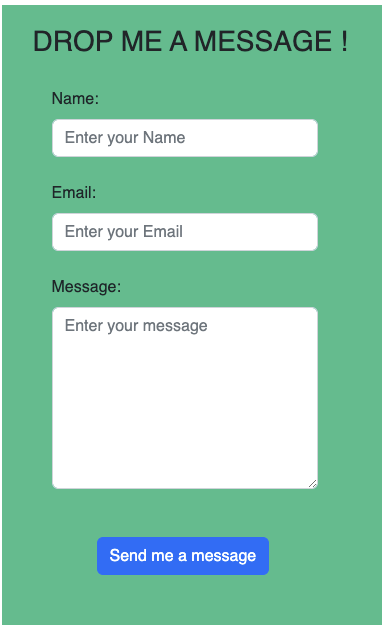 DROP ME A MESSAGE !
Name:
Enter your Name
Email:
Enter your Email
Message:
Enter your message
Send me a message